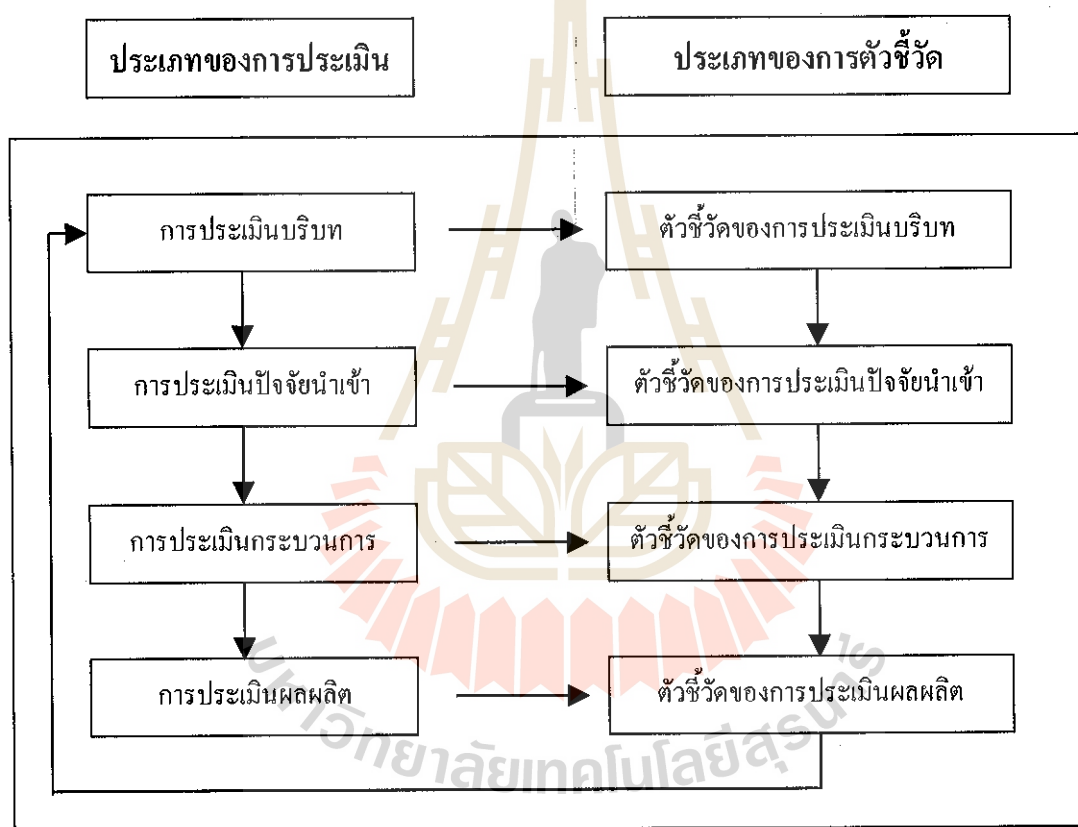 ประเภทของการประเมิน
ประเภทของการตัวชี้วัด
การประเมินบริบท
ตัวชี้วัดของการประเมินบริบท
การประเมินปัจจัยนำเข้า
ตัวชี้วัดของการประเมินปัจจัยนำเข้า
การประเมินกระบวนการ
ตัวชี้วัดของการประเมินกระบวนการ
การประเมินผลผลิต
ตัวชี้วัดของการประเมินผลผลิต
มหาวิทยาลัยเทคโนโลยีสุรนารี